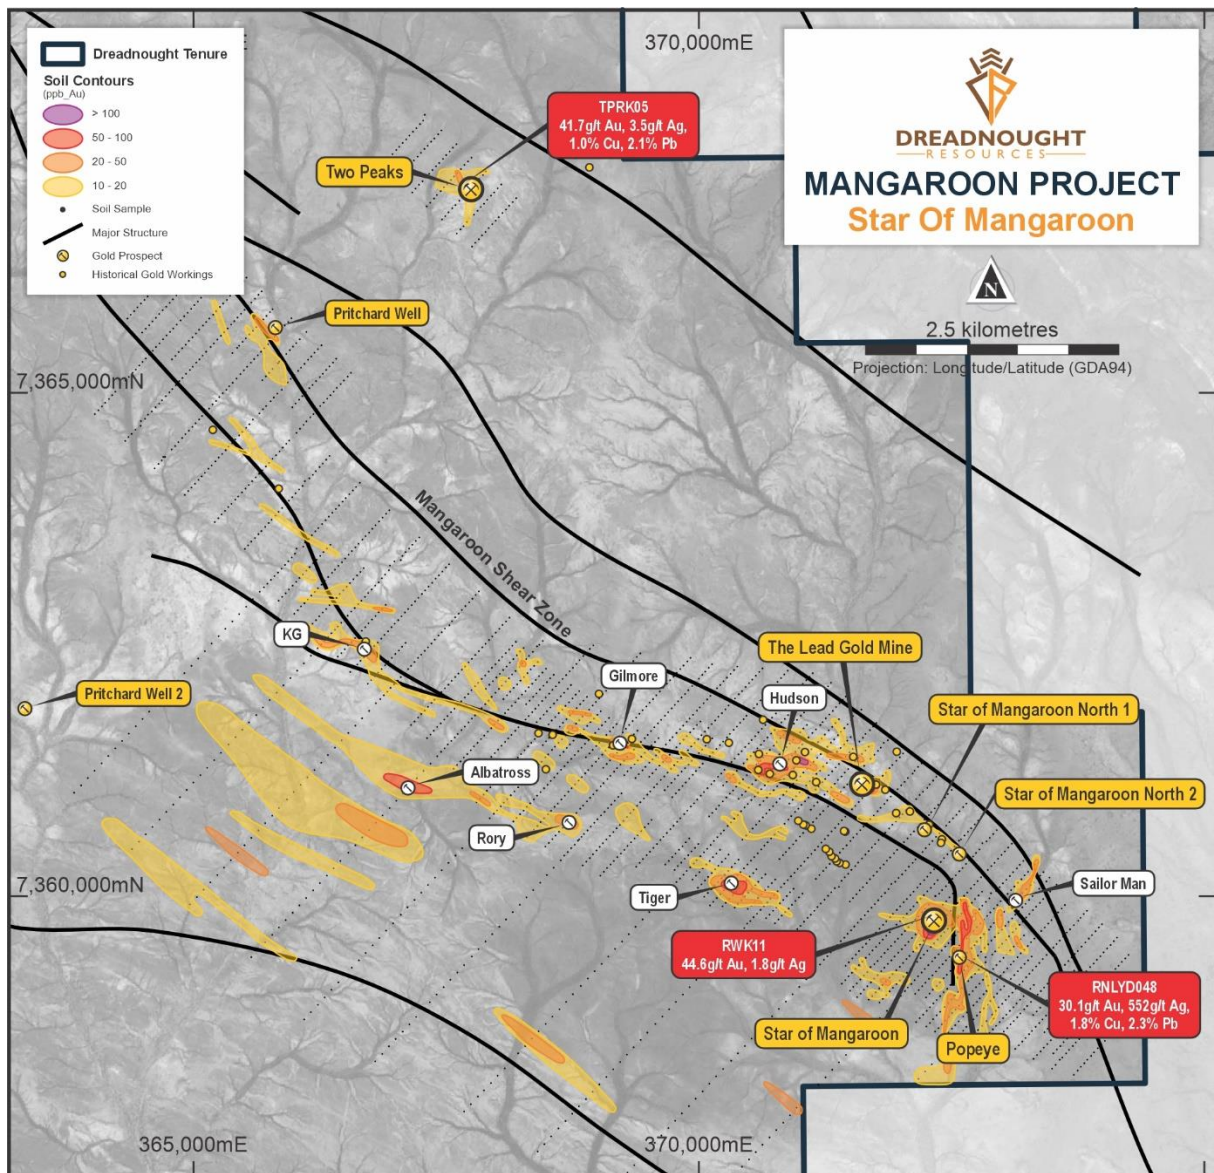 Dreadnought Tenure
Soil Contours
(ppb_Au)
> 100
50 - 100
20 - 50
10 - 20
Soil Sample
Major Structure
Gold Prospect
Historical Gold Workings
370,000mE
DREADNOUGHT
RESOURCES
MANGAROON PROJECT
Star Of Mangaroon
N
2.5 kilometres
Projection: Longitude/Latitude (GDA94)
TPRK05
41.7g/t Au, 3.5g/t Ag,
1.0% Cu, 2.1% Pb
Two Peaks
Pritchard Well
7,365,000mN
Mangaroon Shear Zone
KG
The Lead Gold Mine
Gilmore
Hudson
Pritchard Well 2
Star of Mangaroon North 1
Albatross
Star of Mangaroon North 2
Rory
7,360,000mN
Tiger
Sailor Man
RWK11
44.6g/t Au, 1.8g/t Ag
RNLYD048
30.1g/t Au, 552g/t Ag,
1.8% Cu, 2.3% Pb
Star of Mangaroon
Popeye
365,000mE
370,000mE